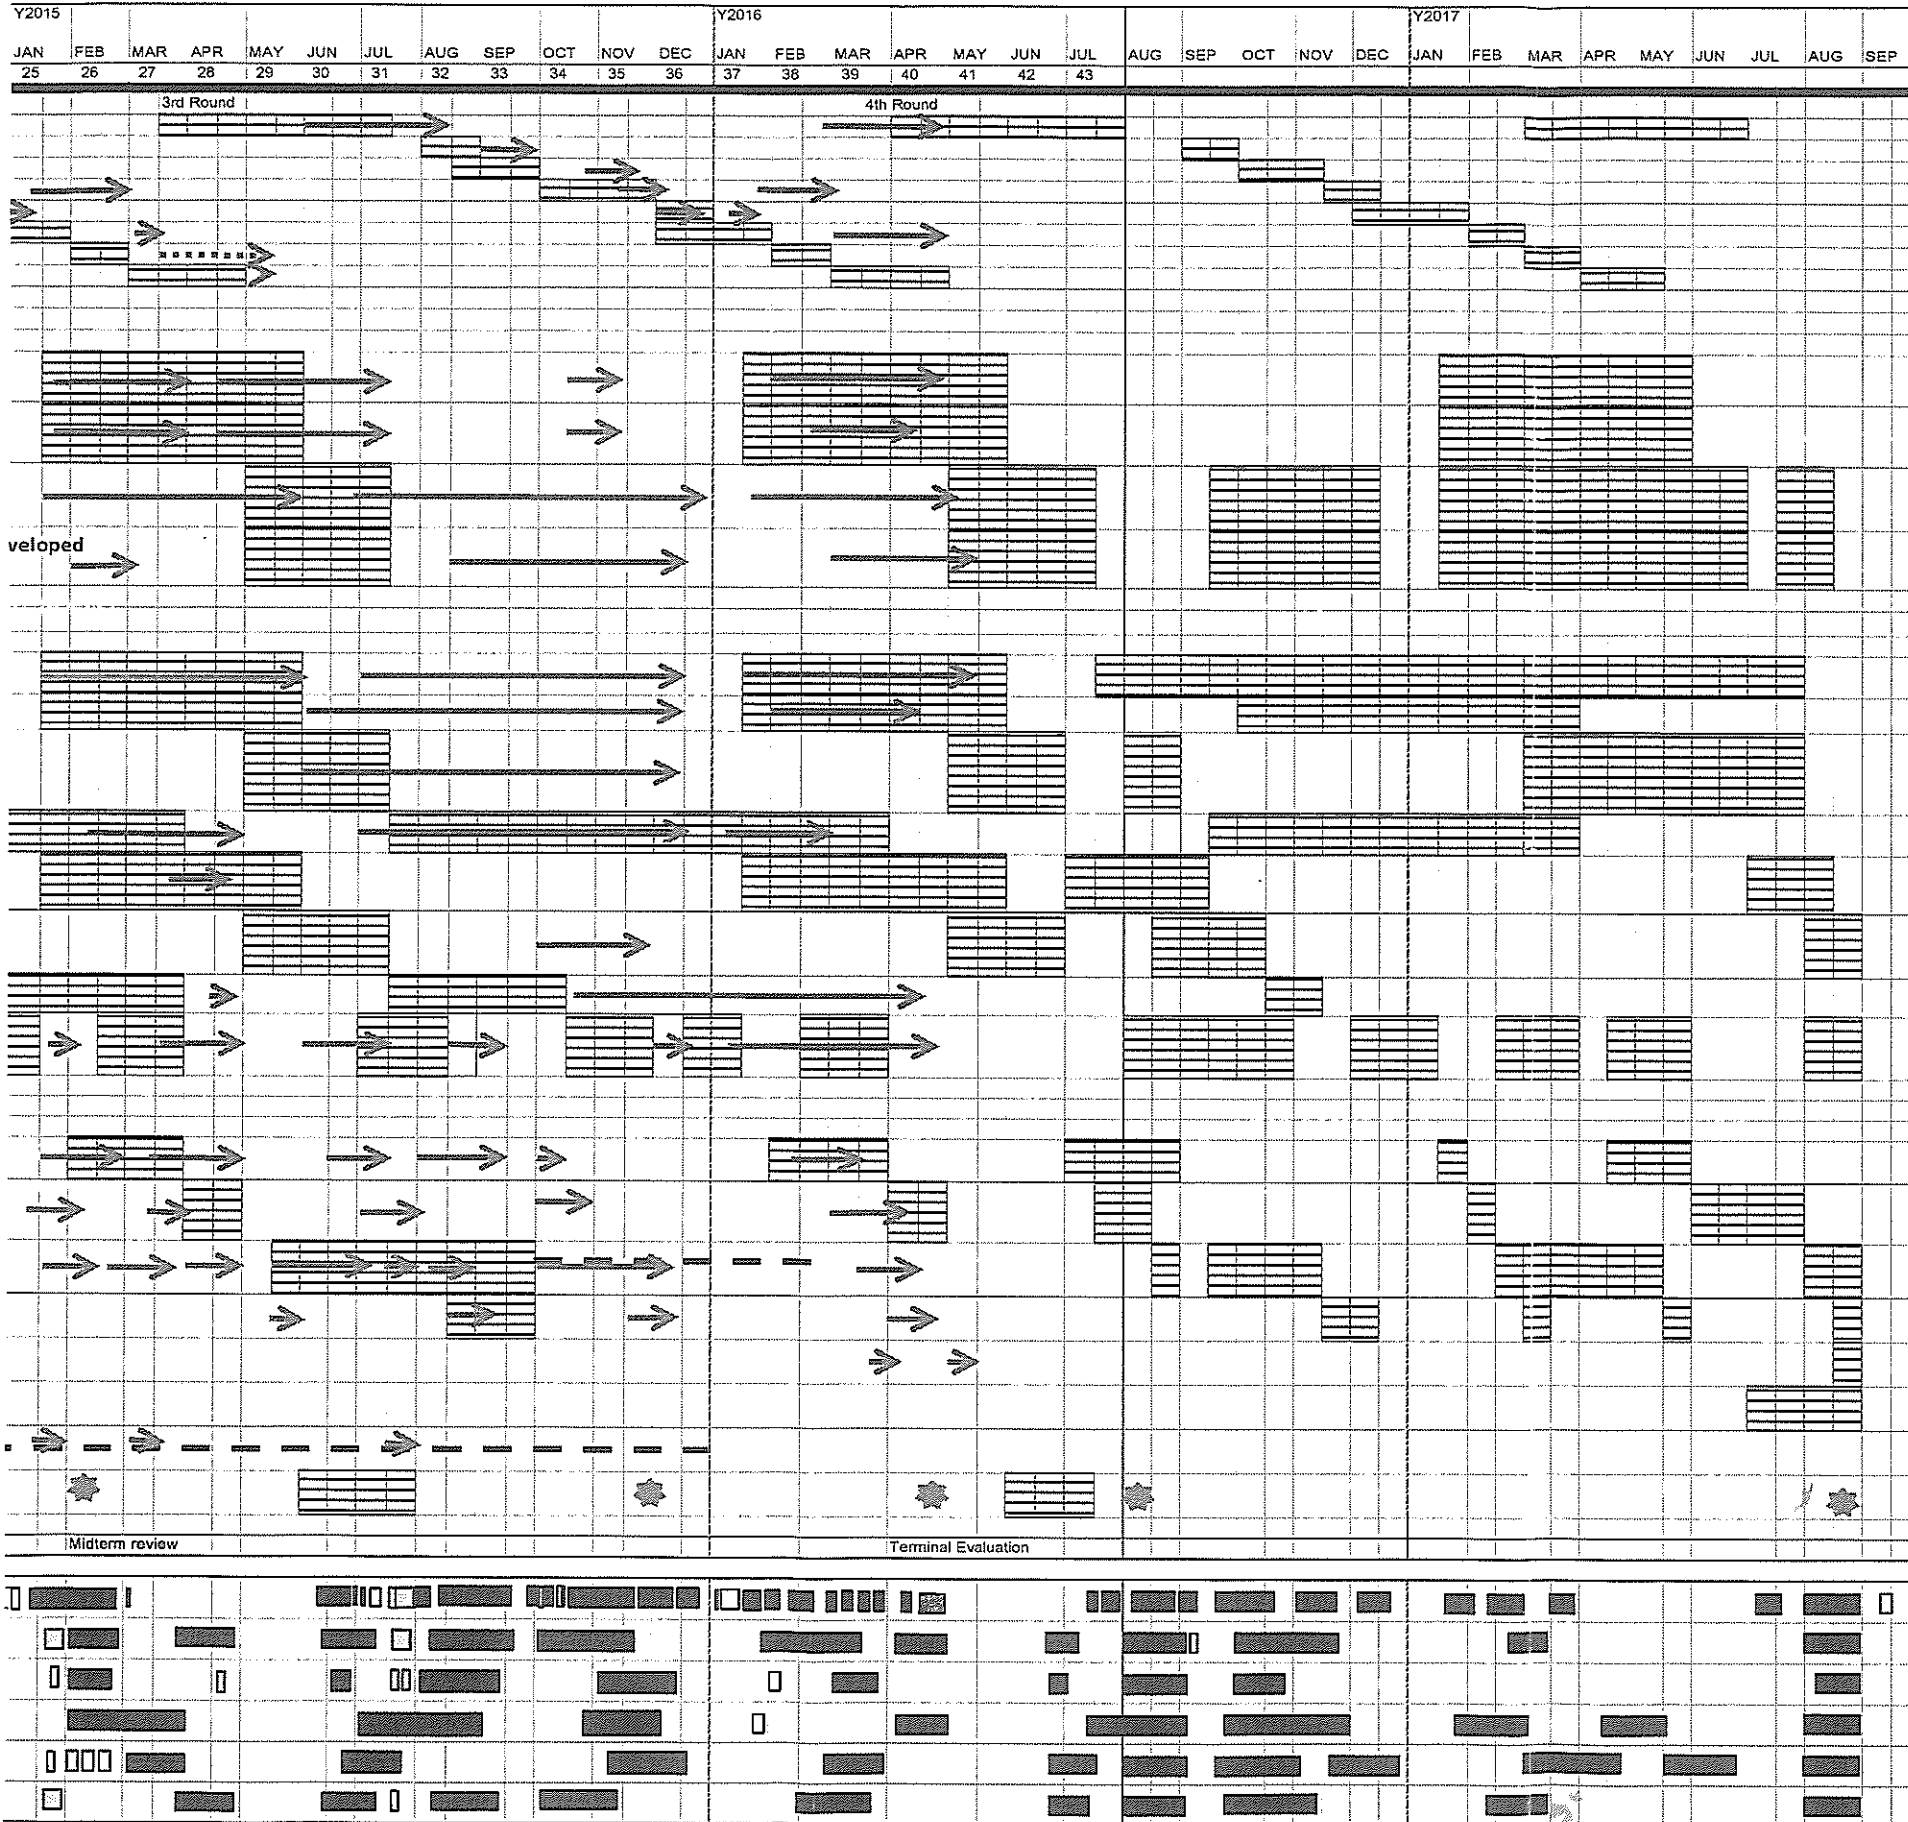 Y2015 Y2016 Y2017
JAN FEB MAR APR MAY JUN JUL AUG SEP OCT NOV DEC JAN FEB MAR APR MAY JUN JUL AUG SEP OCT NOV DEC JAN FEB MAR APR MAY JUN JUL AUG SEP
25 26 27 28 29 30 31 32 33 34 35 36 37 38 39 40 41 42 43
3rd Round 4th Round
veloped
Midterm review Terminal Evaluation